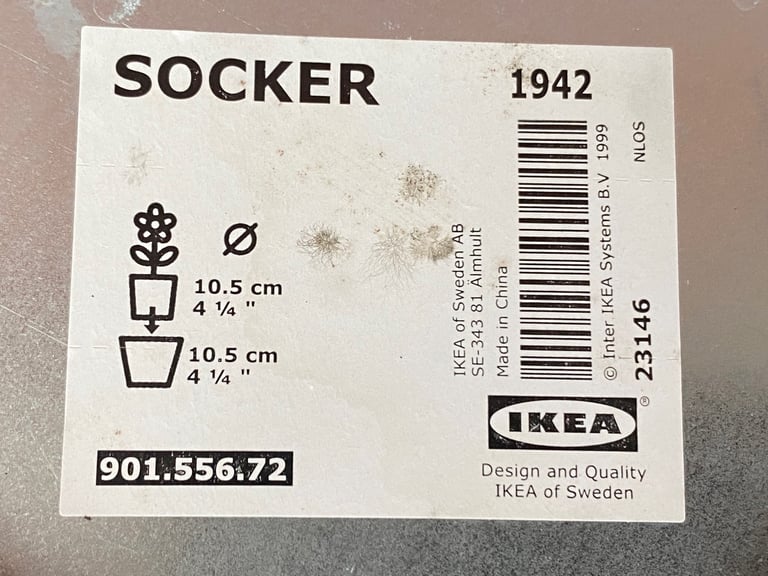 SOCKER
1942
Ø
10.5 cm
4 ¼ "
10.5 cm
4 ¼ "
901.556.72
IKEA of Sweden AB
SE-343 81 Älmhult
Made in China
© Inter IKEA Systems B.V 1999
NLOS
23146
IKEA®
Design and Quality
IKEA of Sweden